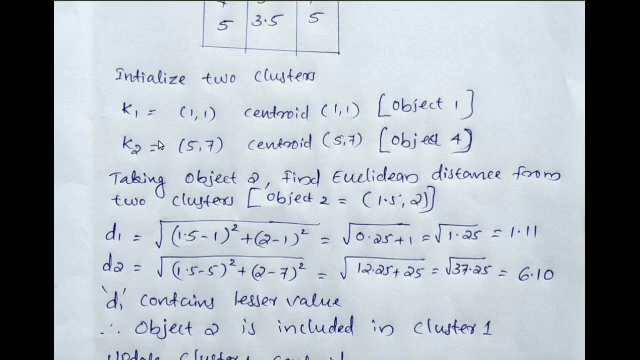 5 3.5 5
Intialize two clusters
K1 = (1,1) centroid (1,1) [object 1]
K2 = (5,7) centroid (5,7) [object 4]
Taking object 2, find Euclidean distance from
two clusters [object 2 = (1.5, 2)]
d1 = √(1.5-1)² + (2-1)² = √0.25+1 = √1.25 = 1.11
d2 = √(1.5-5)² + (2-7)² = √12.25+25 = √37.25 = 6.10
'd1' contains lesser value
∴ Object 2 is included in cluster 1